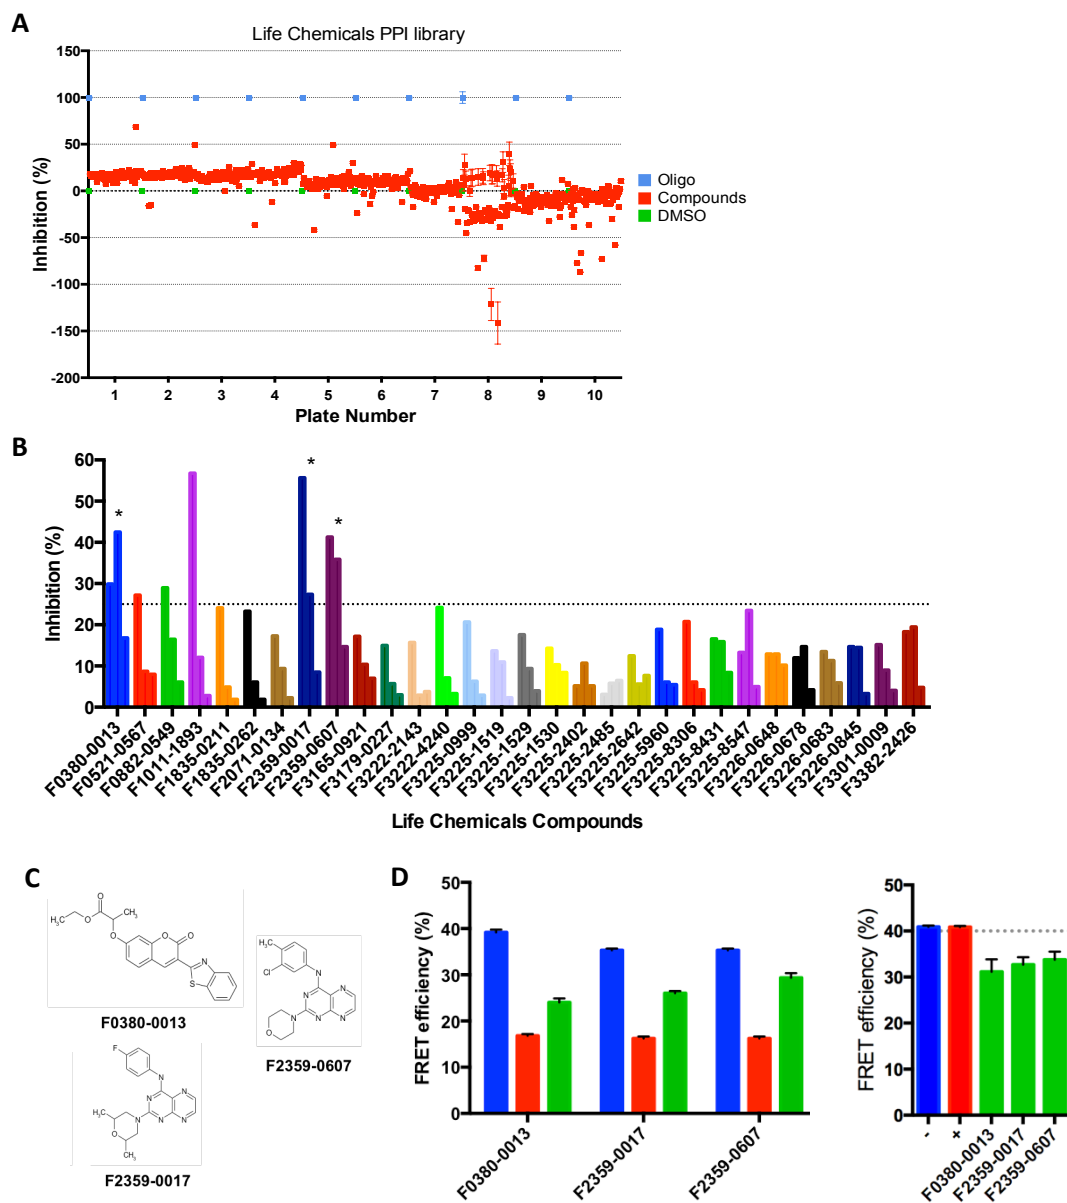 A
Life Chemicals PPI library
150
100
50
0
-50
-100
-150
-200
Inhibition (%)
1 2 3 4 5 6 7 8 9 10
Plate Number
Oligo
Compounds
DMSO
B
60
50
40
30
20
10
0
Inhibition (%)
* * *
F0380-0013
F0521-0567
F0882-0549
F1011-1893
F1835-0211
F1835-0262
F2071-0134
F2359-0017
F2359-0607
F3165-0921
F3179-0227
F3222-2143
F3222-4240
F3225-0999
F3225-1519
F3225-1529
F3225-1530
F3225-2402
F3225-2485
F3225-2642
F3225-5960
F3225-8306
F3225-8431
F3225-8547
F3226-0648
F3226-0678
F3226-0683
F3226-0845
F3301-0009
F3382-2426
Life Chemicals Compounds
C
H₃C O O CH₃ O O O N S
F0380-0013
H₃C Cl N N N N N N O
F2359-0607
F N N N N N N H₃C O CH₃
F2359-0017
D
50
40
30
20
10
0
FRET efficiency (%)
F0380-0013
F2359-0017
F2359-0607
50
40
30
20
10
0
FRET efficiency (%)
-
+
F0380-0013
F2359-0017
F2359-0607